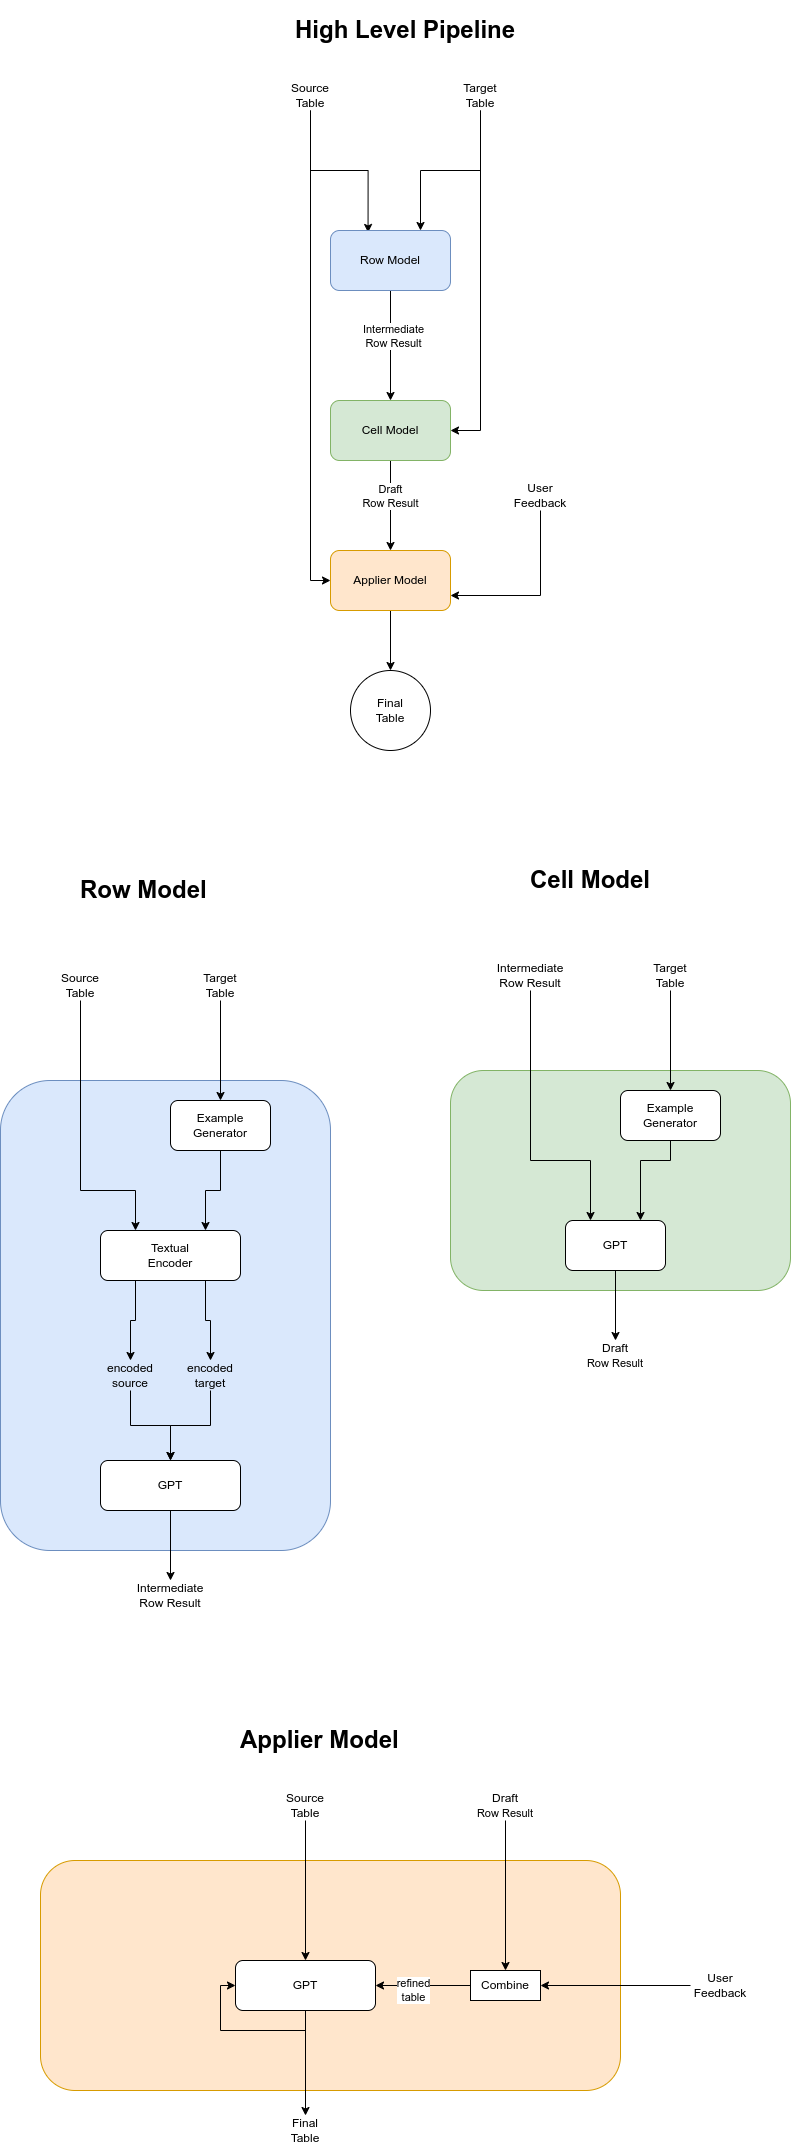 High Level Pipeline
Source
Table
Target
Table
Row Model
Intermediate
Row Result
Cell Model
Draft
Row Result
User
Feedback
Applier Model
Final
Table
Row Model
Cell Model
Source
Table
Target
Table
Intermediate
Row Result
Target
Table
Example
Generator
Example
Generator
Textual
Encoder
GPT
encoded
source
encoded
target
Draft
Row Result
GPT
Intermediate
Row Result
Applier Model
Source
Table
Draft
Row Result
GPT
refined
table
Combine
User
Feedback
Final
Table